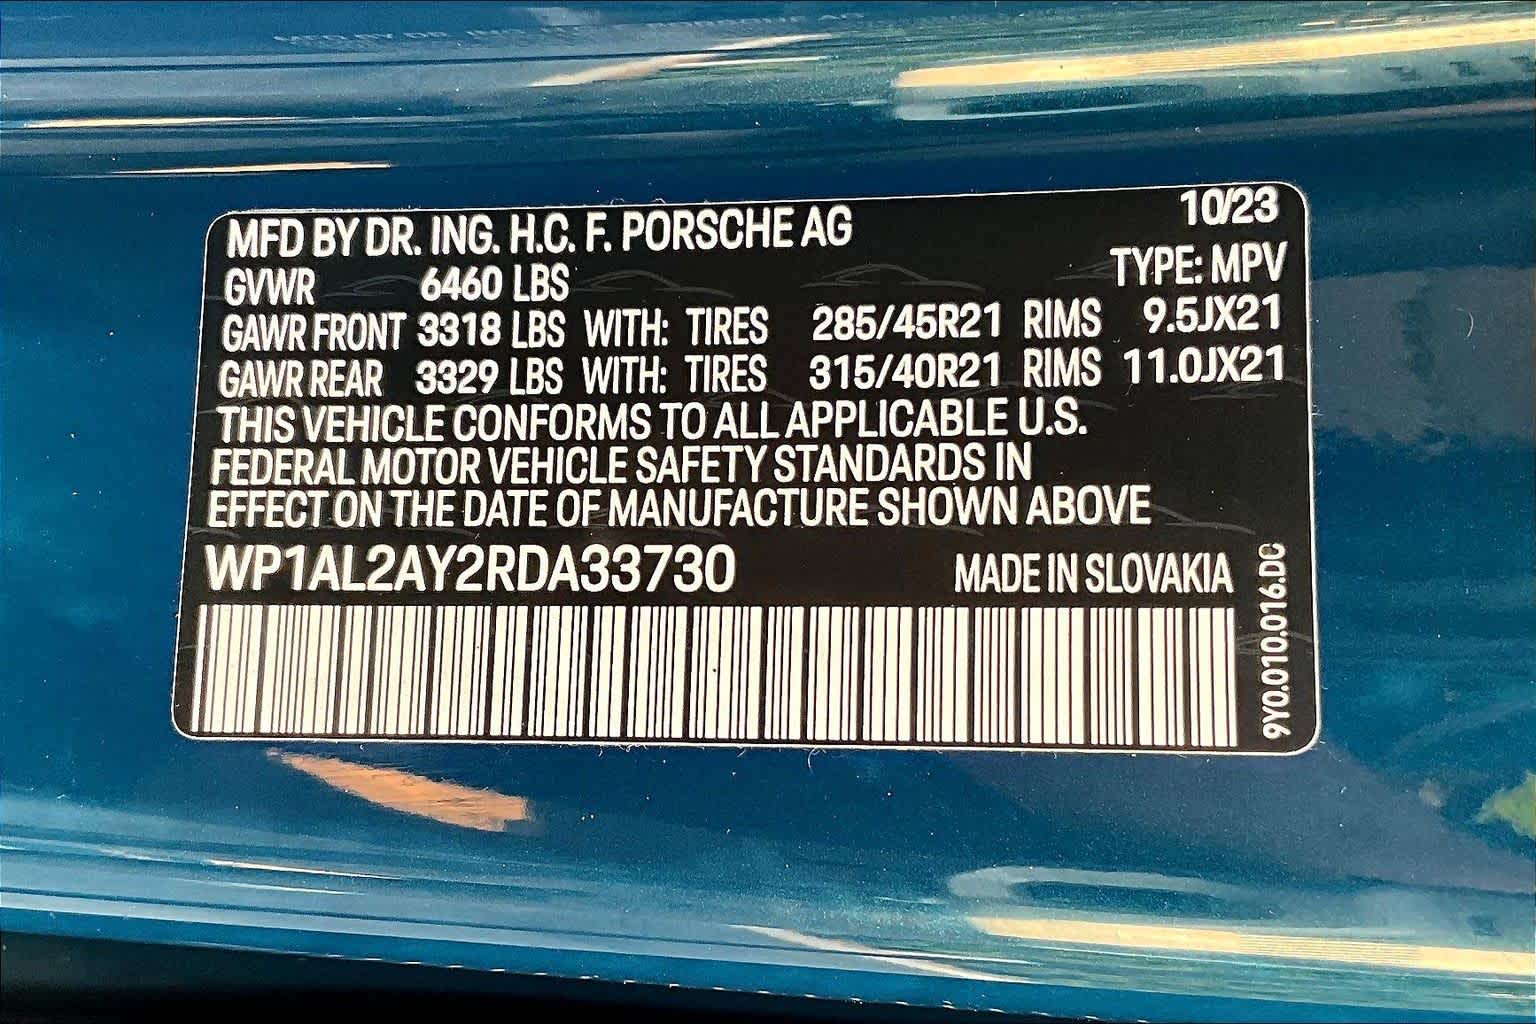 MFD BY DR. ING. H.C. F. PORSCHE AG 10/23
GVWR 6460 LBS TYPE: MPV
GAWR FRONT 3318 LBS WITH: TIRES 285/45R21 RIMS 9.5JX21
GAWR REAR 3329 LBS WITH: TIRES 315/40R21 RIMS 11.0JX21
THIS VEHICLE CONFORMS TO ALL APPLICABLE U.S.
FEDERAL MOTOR VEHICLE SAFETY STANDARDS IN
EFFECT ON THE DATE OF MANUFACTURE SHOWN ABOVE
WP1AL2AY2RDA33730 MADE IN SLOVAKIA
9Y0.010.016.DC